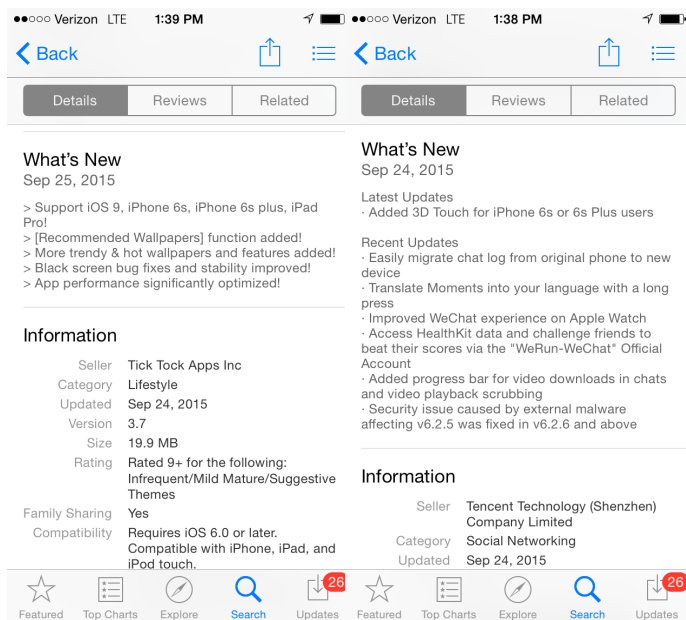 Verizon LTE 1:39 PM
Back
Details Reviews Related
What's New
Sep 25, 2015
> Support iOS 9, iPhone 6s, iPhone 6s plus, iPad
Pro!
> [Recommended Wallpapers] function added!
> More trendy & hot wallpapers and features added!
> Black screen bug fixes and stability improved!
> App performance significantly optimized!
Information
Seller Tick Tock Apps Inc
Category Lifestyle
Updated Sep 24, 2015
Version 3.7
Size 19.9 MB
Rating Rated 9+ for the following:
Infrequent/Mild Mature/Suggestive
Themes
Family Sharing Yes
Compatibility Requires iOS 6.0 or later.
Compatible with iPhone, iPad, and
iPod touch.
26
Featured Top Charts Explore Search Updates
Verizon LTE 1:38 PM
Back
Details Reviews Related
What's New
Sep 24, 2015
Latest Updates
· Added 3D Touch for iPhone 6s or 6s Plus users
Recent Updates
· Easily migrate chat log from original phone to new
device
· Translate Moments into your language with a long
press
· Improved WeChat experience on Apple Watch
· Access HealthKit data and challenge friends to
beat their scores via the "WeRun-WeChat" Official
Account
· Added progress bar for video downloads in chats
and video playback scrubbing
· Security issue caused by external malware
affecting v6.2.5 was fixed in v6.2.6 and above
Information
Seller Tencent Technology (Shenzhen)
Company Limited
Category Social Networking
Updated Sep 24, 2015
26
Featured Top Charts Explore Search Updates